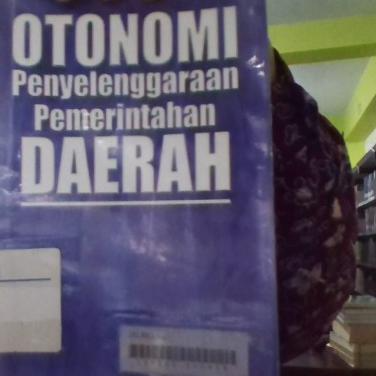 OTONOMI
Penyelenggaraan
Pemerintahan
DAERAH